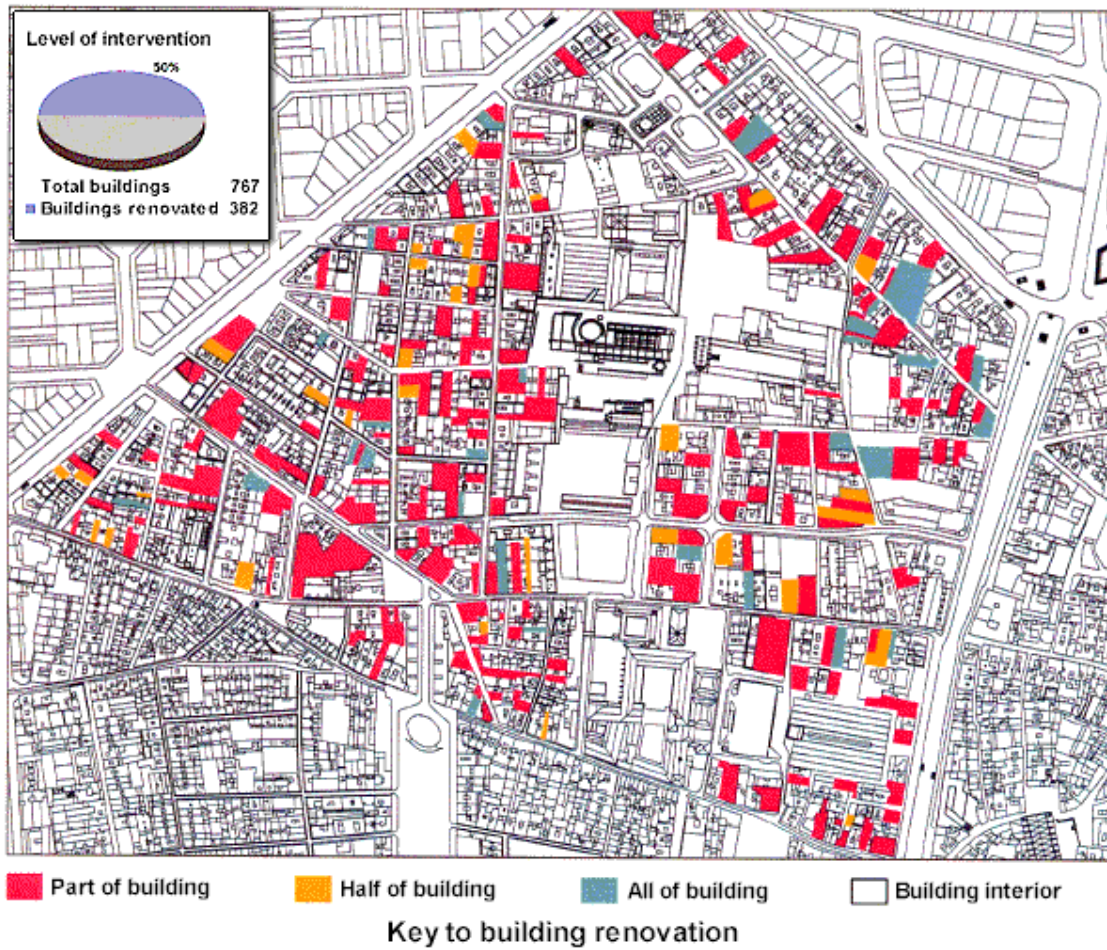 Level of intervention
50%
Total buildings 767
Buildings renovated 382
Part of building
Half of building
All of building
Building interior
Key to building renovation